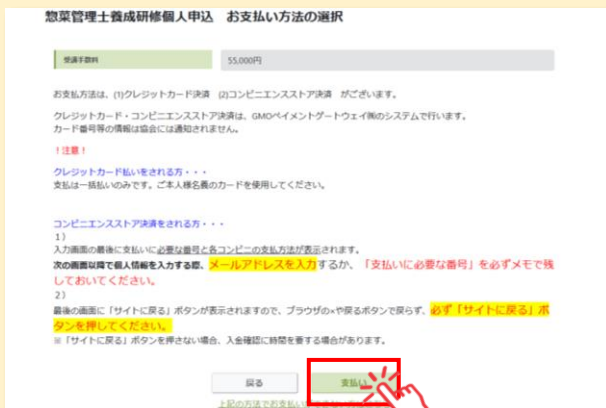 惣菜管理士養成研修個人申込　お支払い方法の選択
受講手数料 55,000円
お支払方法は、(1)クレジットカード決済　(2)コンビニエンスストア決済　がございます。
クレジットカード・コンビニエンスストア決済は、GMOペイメントゲートウェイ㈱のシステムで行います。
カード番号等の情報は協会には通知されません。
！注意！
クレジットカード払いをされる方・・・
支払は一括払いのみです。ご本人様名義のカードを使用してください。
コンビニエンスストア決済をされる方・・・
1）
入力画面の最後に支払いに必要な番号と各コンビニの支払方法が表示されます。
次の画面以降で個人情報を入力する際、メールアドレスを入力するか、「支払いに必要な番号」を必ずメモで残
しておいてください。
2）
最後の画面に「サイトに戻る」ボタンが表示されますので、ブラウザの×や戻るボタンで戻らず、必ず「サイトに戻る」ボ
タンを押してください。
※「サイトに戻る」ボタンを押さない場合、入金確認に時間を要する場合があります。
戻る 支払い
上記の方法でお支払い